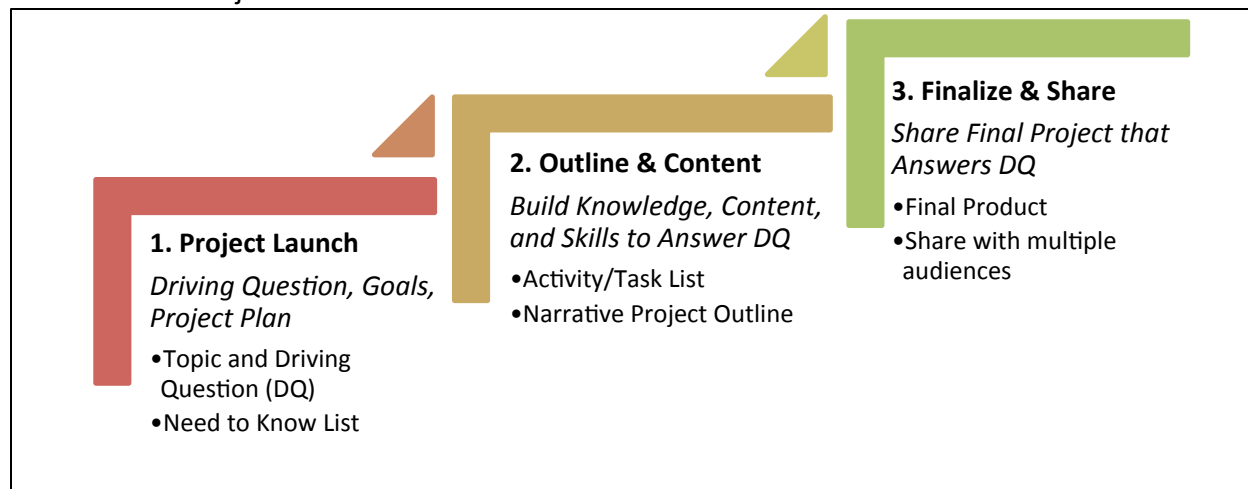 1. Project Launch
Driving Question, Goals,
Project Plan
•Topic and Driving
Question (DQ)
•Need to Know List
2. Outline & Content
Build Knowledge, Content,
and Skills to Answer DQ
•Activity/Task List
•Narrative Project Outline
3. Finalize & Share
Share Final Project that
Answers DQ
•Final Product
•Share with multiple
audiences